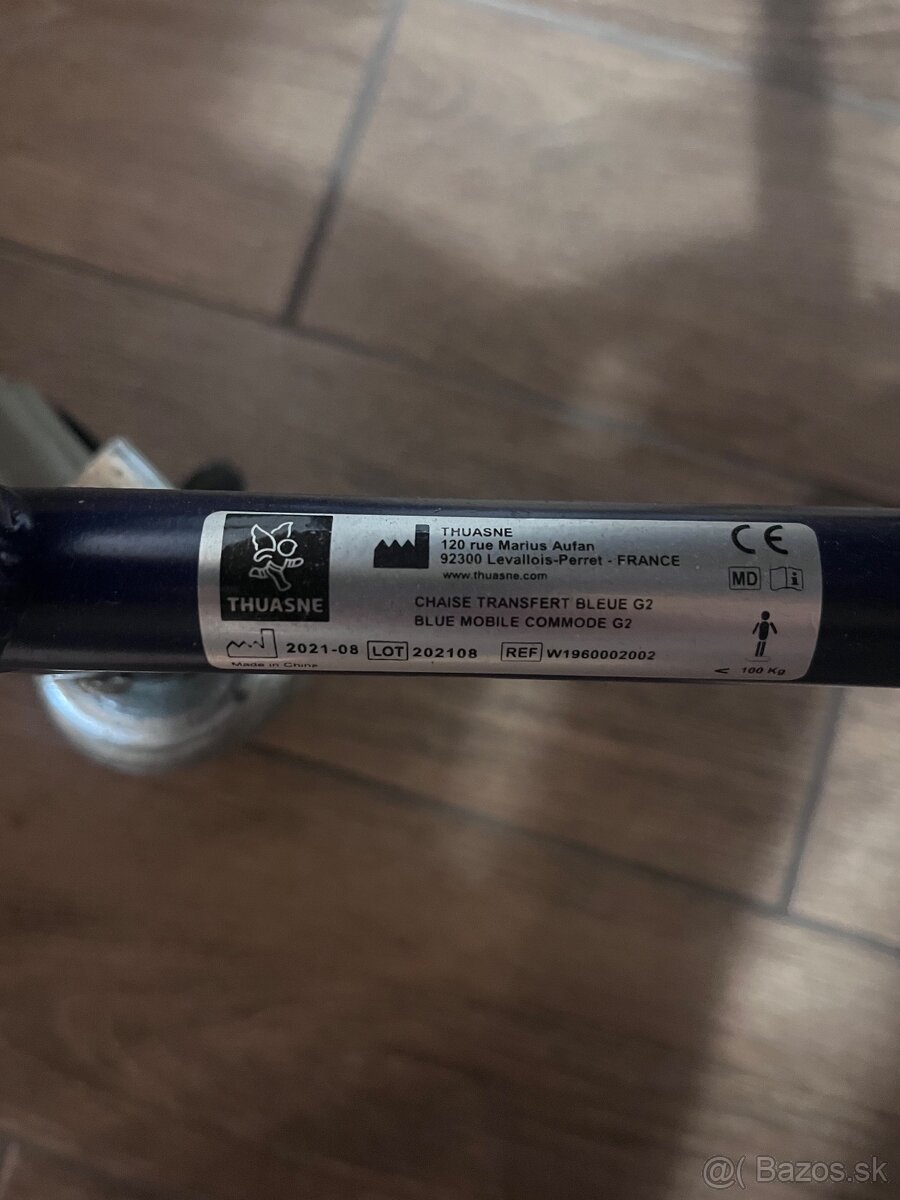 THUASNE
THUASNE
120 rue Marius Aufan
92300 Levallois-Perret - FRANCE
www.thuasne.com
CE
MD
CHAISE TRANSFERT BLEUE G2
BLUE MOBILE COMMODE G2
2021-08 LOT 202108 REF W1960002002
Made in China
< 100 Kg
@( Bazos.sk